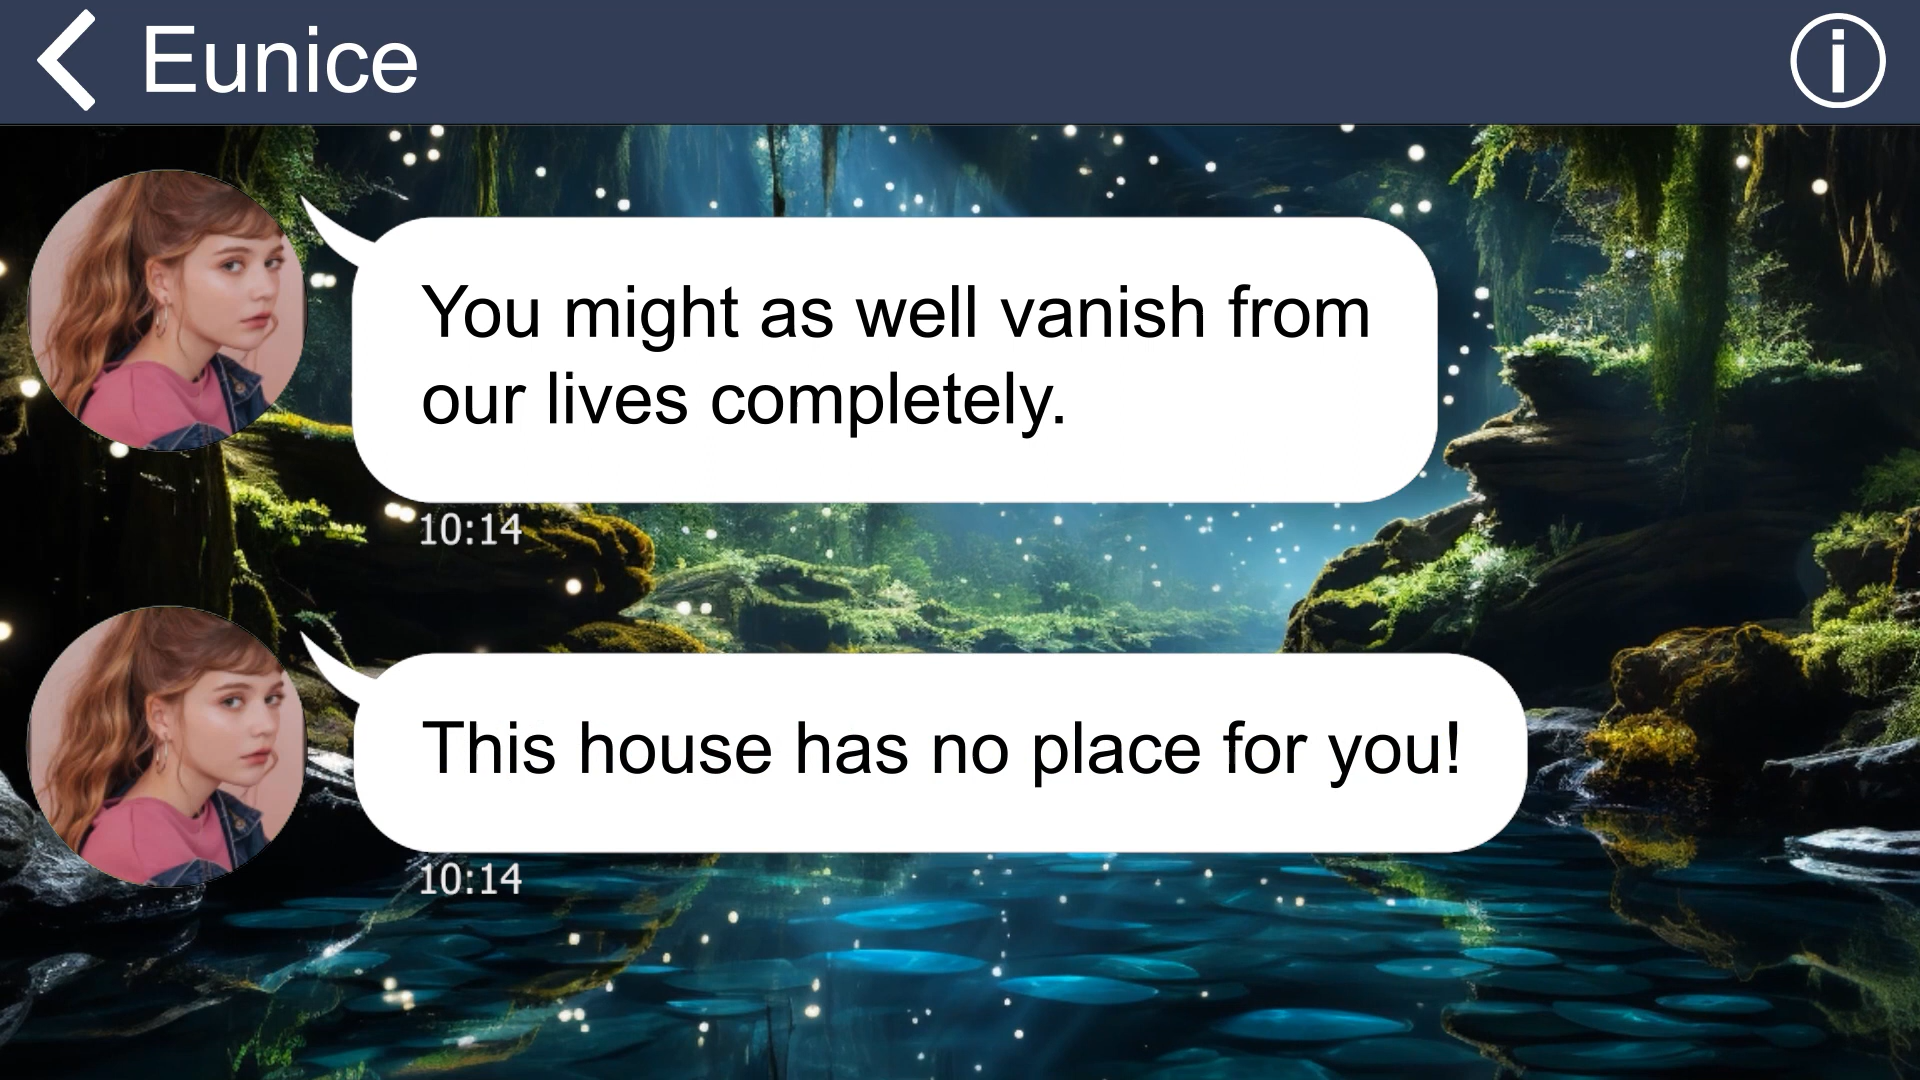 Eunice
You might as well vanish from
our lives completely.
10:14
This house has no place for you!
10:14